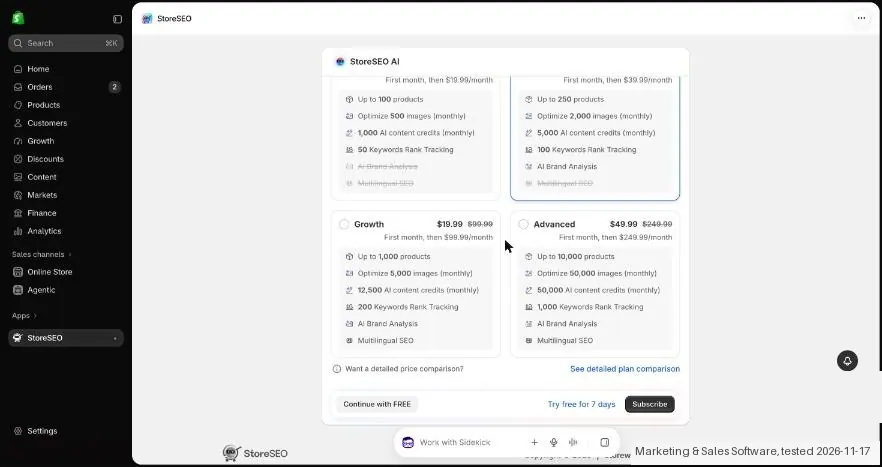 StoreSEO
Search ⌘K
Home
Orders 2
Products
Customers
Growth
Discounts
Content
Markets
Finance
Analytics
Sales channels
Online Store
Agentic
Apps
StoreSEO
Settings
StoreSEO AI
First month, then $19.99/month
Up to 100 products
Optimize 500 images (monthly)
1,000 AI content credits (monthly)
50 Keywords Rank Tracking
AI Brand Analysis
Multilingual SEO
First month, then $39.99/month
Up to 250 products
Optimize 2,000 images (monthly)
5,000 AI content credits (monthly)
100 Keywords Rank Tracking
AI Brand Analysis
Multilingual SEO
Growth $19.99 $99.99
First month, then $99.99/month
Up to 1,000 products
Optimize 5,000 images (monthly)
12,500 AI content credits (monthly)
200 Keywords Rank Tracking
AI Brand Analysis
Multilingual SEO
Advanced $49.99 $249.99
First month, then $249.99/month
Up to 10,000 products
Optimize 50,000 images (monthly)
50,000 AI content credits (monthly)
1,000 Keywords Rank Tracking
AI Brand Analysis
Multilingual SEO
Want a detailed price comparison? See detailed plan comparison
Continue with FREE Try free for 7 days Subscribe
Work with Sidekick
StoreSEO
Marketing & Sales Software, tested 2026-11-17